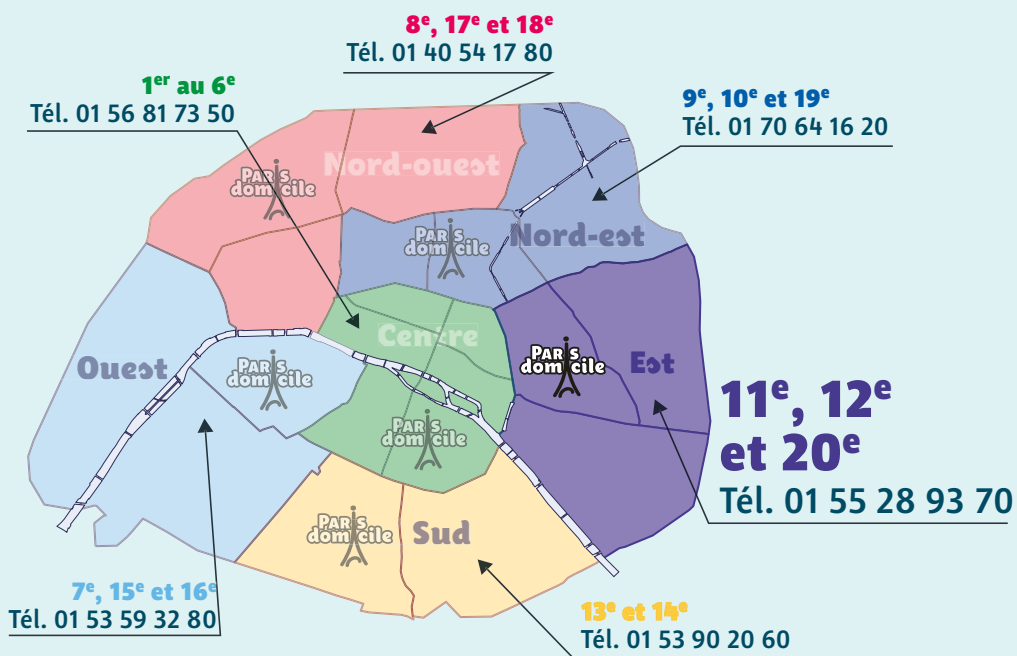 8e, 17e et 18e
Tél. 01 40 54 17 80
1er au 6e
Tél. 01 56 81 73 50
9e, 10e et 19e
Tél. 01 70 64 16 20
Nord-ouest
PARIS
domicile
PARIS
domicile
Nord-est
Centre
Ouest
PARIS
domicile
PARIS
domicile
Est
11e, 12e
et 20e
Tél. 01 55 28 93 70
PARIS
domicile
PARIS
domicile
Sud
7e, 15e et 16e
Tél. 01 53 59 32 80
13e et 14e
Tél. 01 53 90 20 60